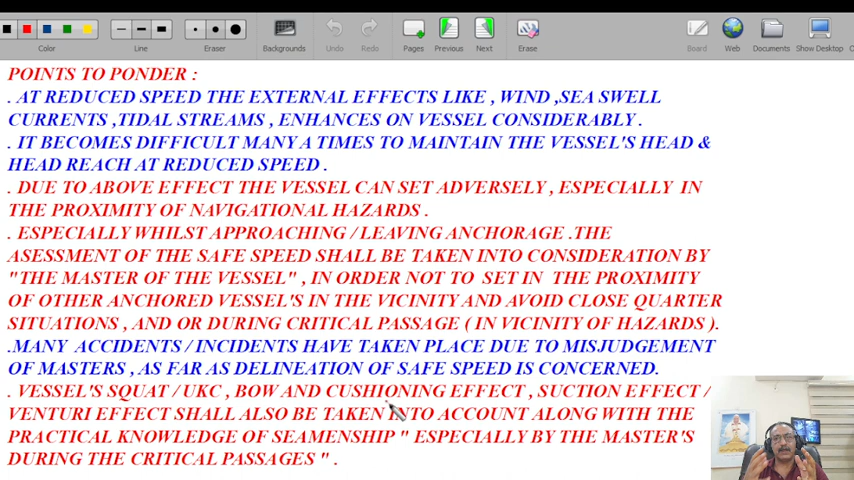 Color
Line
Eraser
Backgrounds
Undo
Redo
Pages
Previous
Next
Erase
Board
Web
Documents
Show Desktop
POINTS TO PONDER :
. AT REDUCED SPEED THE EXTERNAL EFFECTS LIKE , WIND ,SEA SWELL
CURRENTS ,TIDAL STREAMS , ENHANCES ON VESSEL CONSIDERABLY .
. IT BECOMES DIFFICULT MANY A TIMES TO MAINTAIN THE VESSEL'S HEAD &
HEAD REACH AT REDUCED SPEED .
. DUE TO ABOVE EFFECT THE VESSEL CAN SET ADVERSELY , ESPECIALLY IN
THE PROXIMITY OF NAVIGATIONAL HAZARDS .
. ESPECIALLY WHILST APPROACHING / LEAVING ANCHORAGE .THE
ASESSMENT OF THE SAFE SPEED SHALL BE TAKEN INTO CONSIDERATION BY
"THE MASTER OF THE VESSEL" , IN ORDER NOT TO SET IN THE PROXIMITY
OF OTHER ANCHORED VESSEL'S IN THE VICINITY AND AVOID CLOSE QUARTER
SITUATIONS , AND OR DURING CRITICAL PASSAGE ( IN VICINITY OF HAZARDS ).
.MANY ACCIDENTS / INCIDENTS HAVE TAKEN PLACE DUE TO MISJUDGEMENT
OF MASTERS , AS FAR AS DELINEATION OF SAFE SPEED IS CONCERNED.
. VESSEL'S SQUAT / UKC , BOW AND CUSHIONING EFFECT , SUCTION EFFECT /
VENTURI EFFECT SHALL ALSO BE TAKEN INTO ACCOUNT ALONG WITH THE
PRACTICAL KNOWLEDGE OF SEAMENSHIP " ESPECIALLY BY THE MASTER'S
DURING THE CRITICAL PASSAGES " .